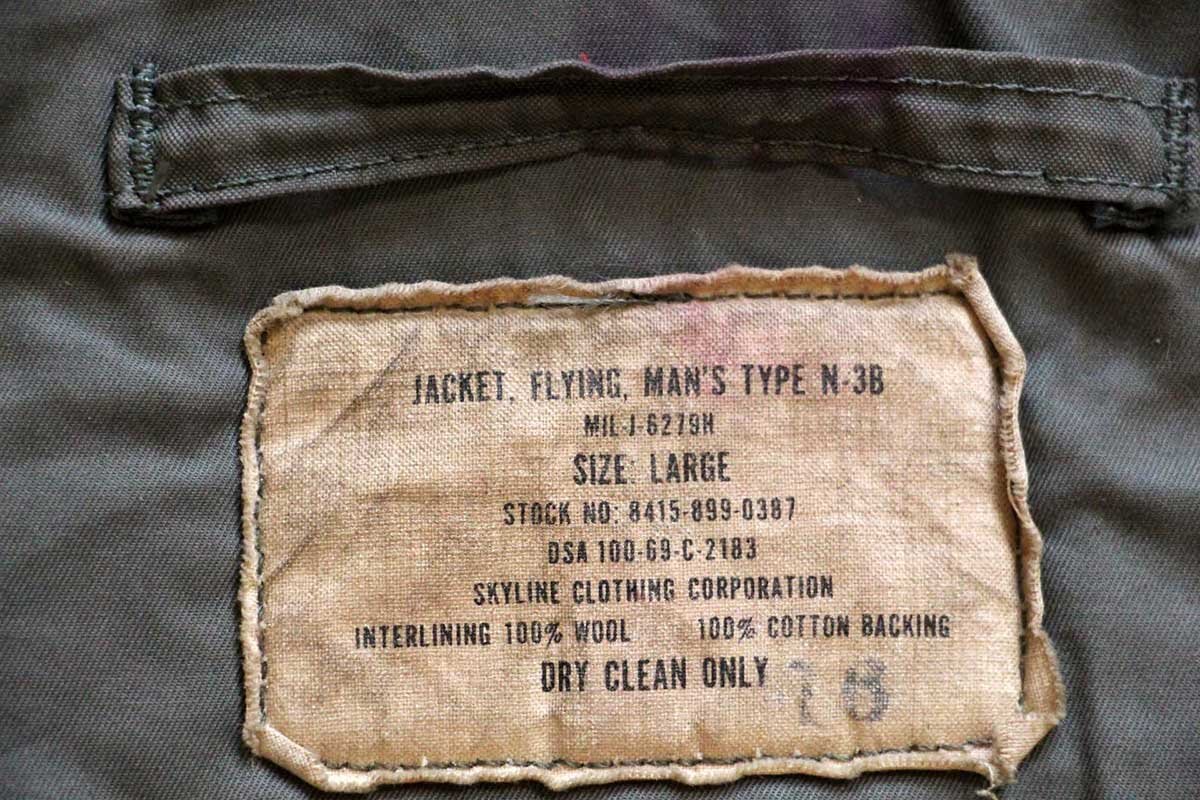 JACKET, FLYING, MAN'S TYPE N-3B
MIL-J-6279H
SIZE: LARGE
STOCK NO: 8415-899-0387
DSA 100-69-C-2183
SKYLINE CLOTHING CORPORATION
INTERLINING 100% WOOL 100% COTTON BACKING
DRY CLEAN ONLY